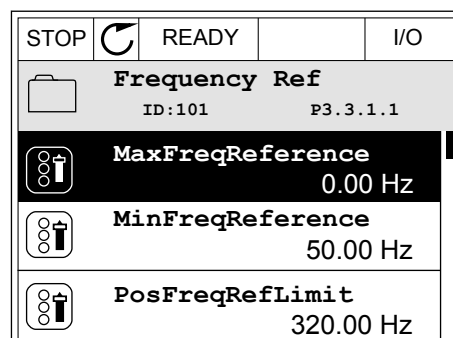 STOP READY I/O
Frequency Ref
ID:101 P3.3.1.1
MaxFreqReference
0.00 Hz
MinFreqReference
50.00 Hz
PosFreqRefLimit
320.00 Hz